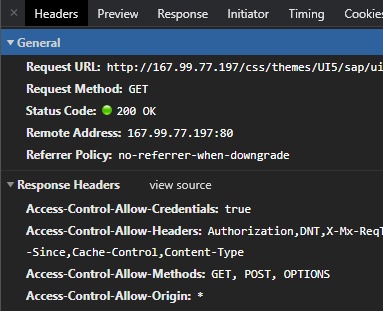 × Headers Preview Response Initiator Timing Cookies
▼ General
Request URL: http://167.99.77.197/css/themes/UI5/sap/ui
Request Method: GET
Status Code: 200 OK
Remote Address: 167.99.77.197:80
Referrer Policy: no-referrer-when-downgrade
▼ Response Headers view source
Access-Control-Allow-Credentials: true
Access-Control-Allow-Headers: Authorization,DNT,X-Mx-ReqT
-Since,Cache-Control,Content-Type
Access-Control-Allow-Methods: GET, POST, OPTIONS
Access-Control-Allow-Origin: *